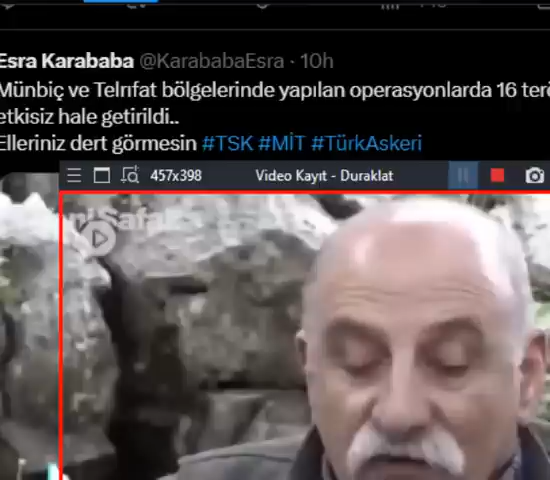 Esra Karababa @KarababaEsra · 10h
Münbiç ve Telrıfat bölgelerinde yapılan operasyonlarda 16
etkisiz hale getirildi..
Elleriniz dert görmesin #TSK #MİT #TürkAskeri
457x398 Video Kayıt - Duraklat